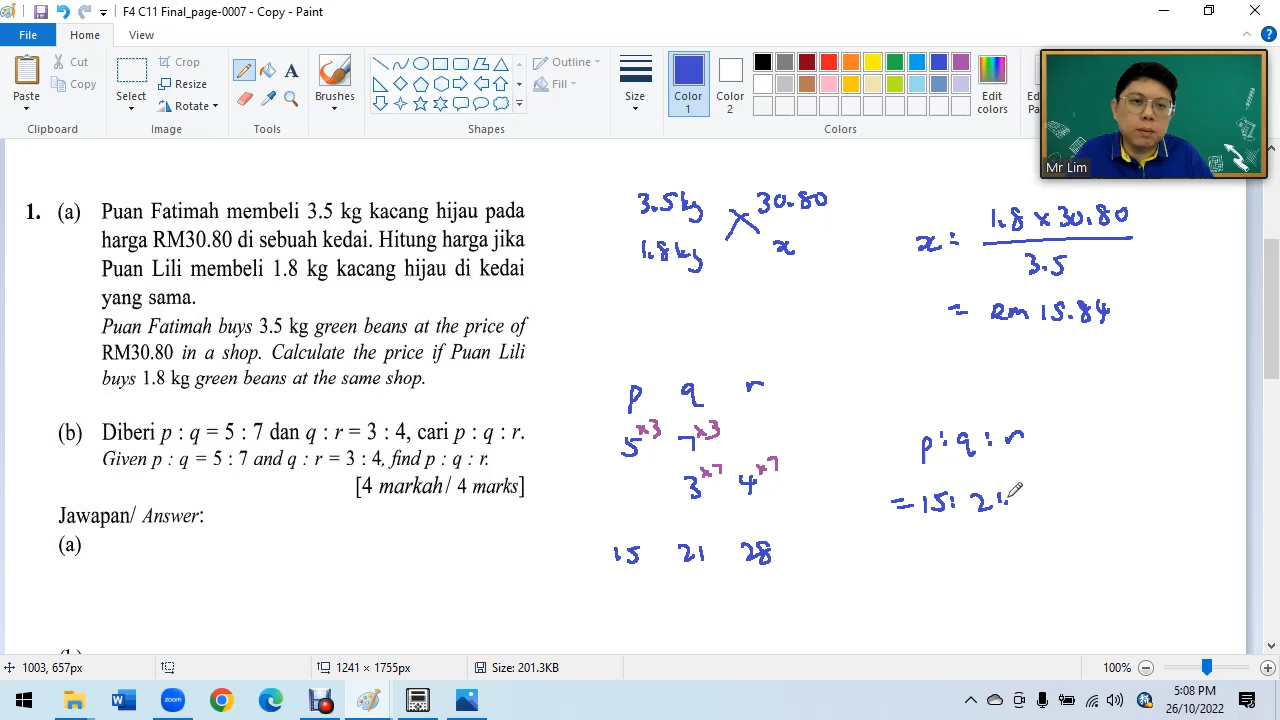 F4 C11 Final_page-0007 - Copy - Paint
File Home View
Paste Cut Copy Clipboard
Select Crop Resize Rotate Image
Tools
Brushes
Outline Fill Shapes
Size
Color 1 Color 2 Edit colors Colors
Mr Lim
1. (a) Puan Fatimah membeli 3.5 kg kacang hijau pada
harga RM30.80 di sebuah kedai. Hitung harga jika
Puan Lili membeli 1.8 kg kacang hijau di kedai
yang sama.
Puan Fatimah buys 3.5 kg green beans at the price of
RM30.80 in a shop. Calculate the price if Puan Lili
buys 1.8 kg green beans at the same shop.
(b) Diberi p : q = 5 : 7 dan q : r = 3 : 4, cari p : q : r.
Given p : q = 5 : 7 and q : r = 3 : 4, find p : q : r.
[4 markah/ 4 marks]
Jawapan/ Answer:
(a)
3.5kg 30.80
1.8kg x
x = 1.8 x 30.80
3.5
= RM 15.84
p q r
5 x3 7 x3
3 x7 4 x7
15 21 28
p : q : r
= 15 : 21
1003, 657px 1241 × 1755px Size: 201.3KB 100%
zoom
5:08 PM
26/10/2022